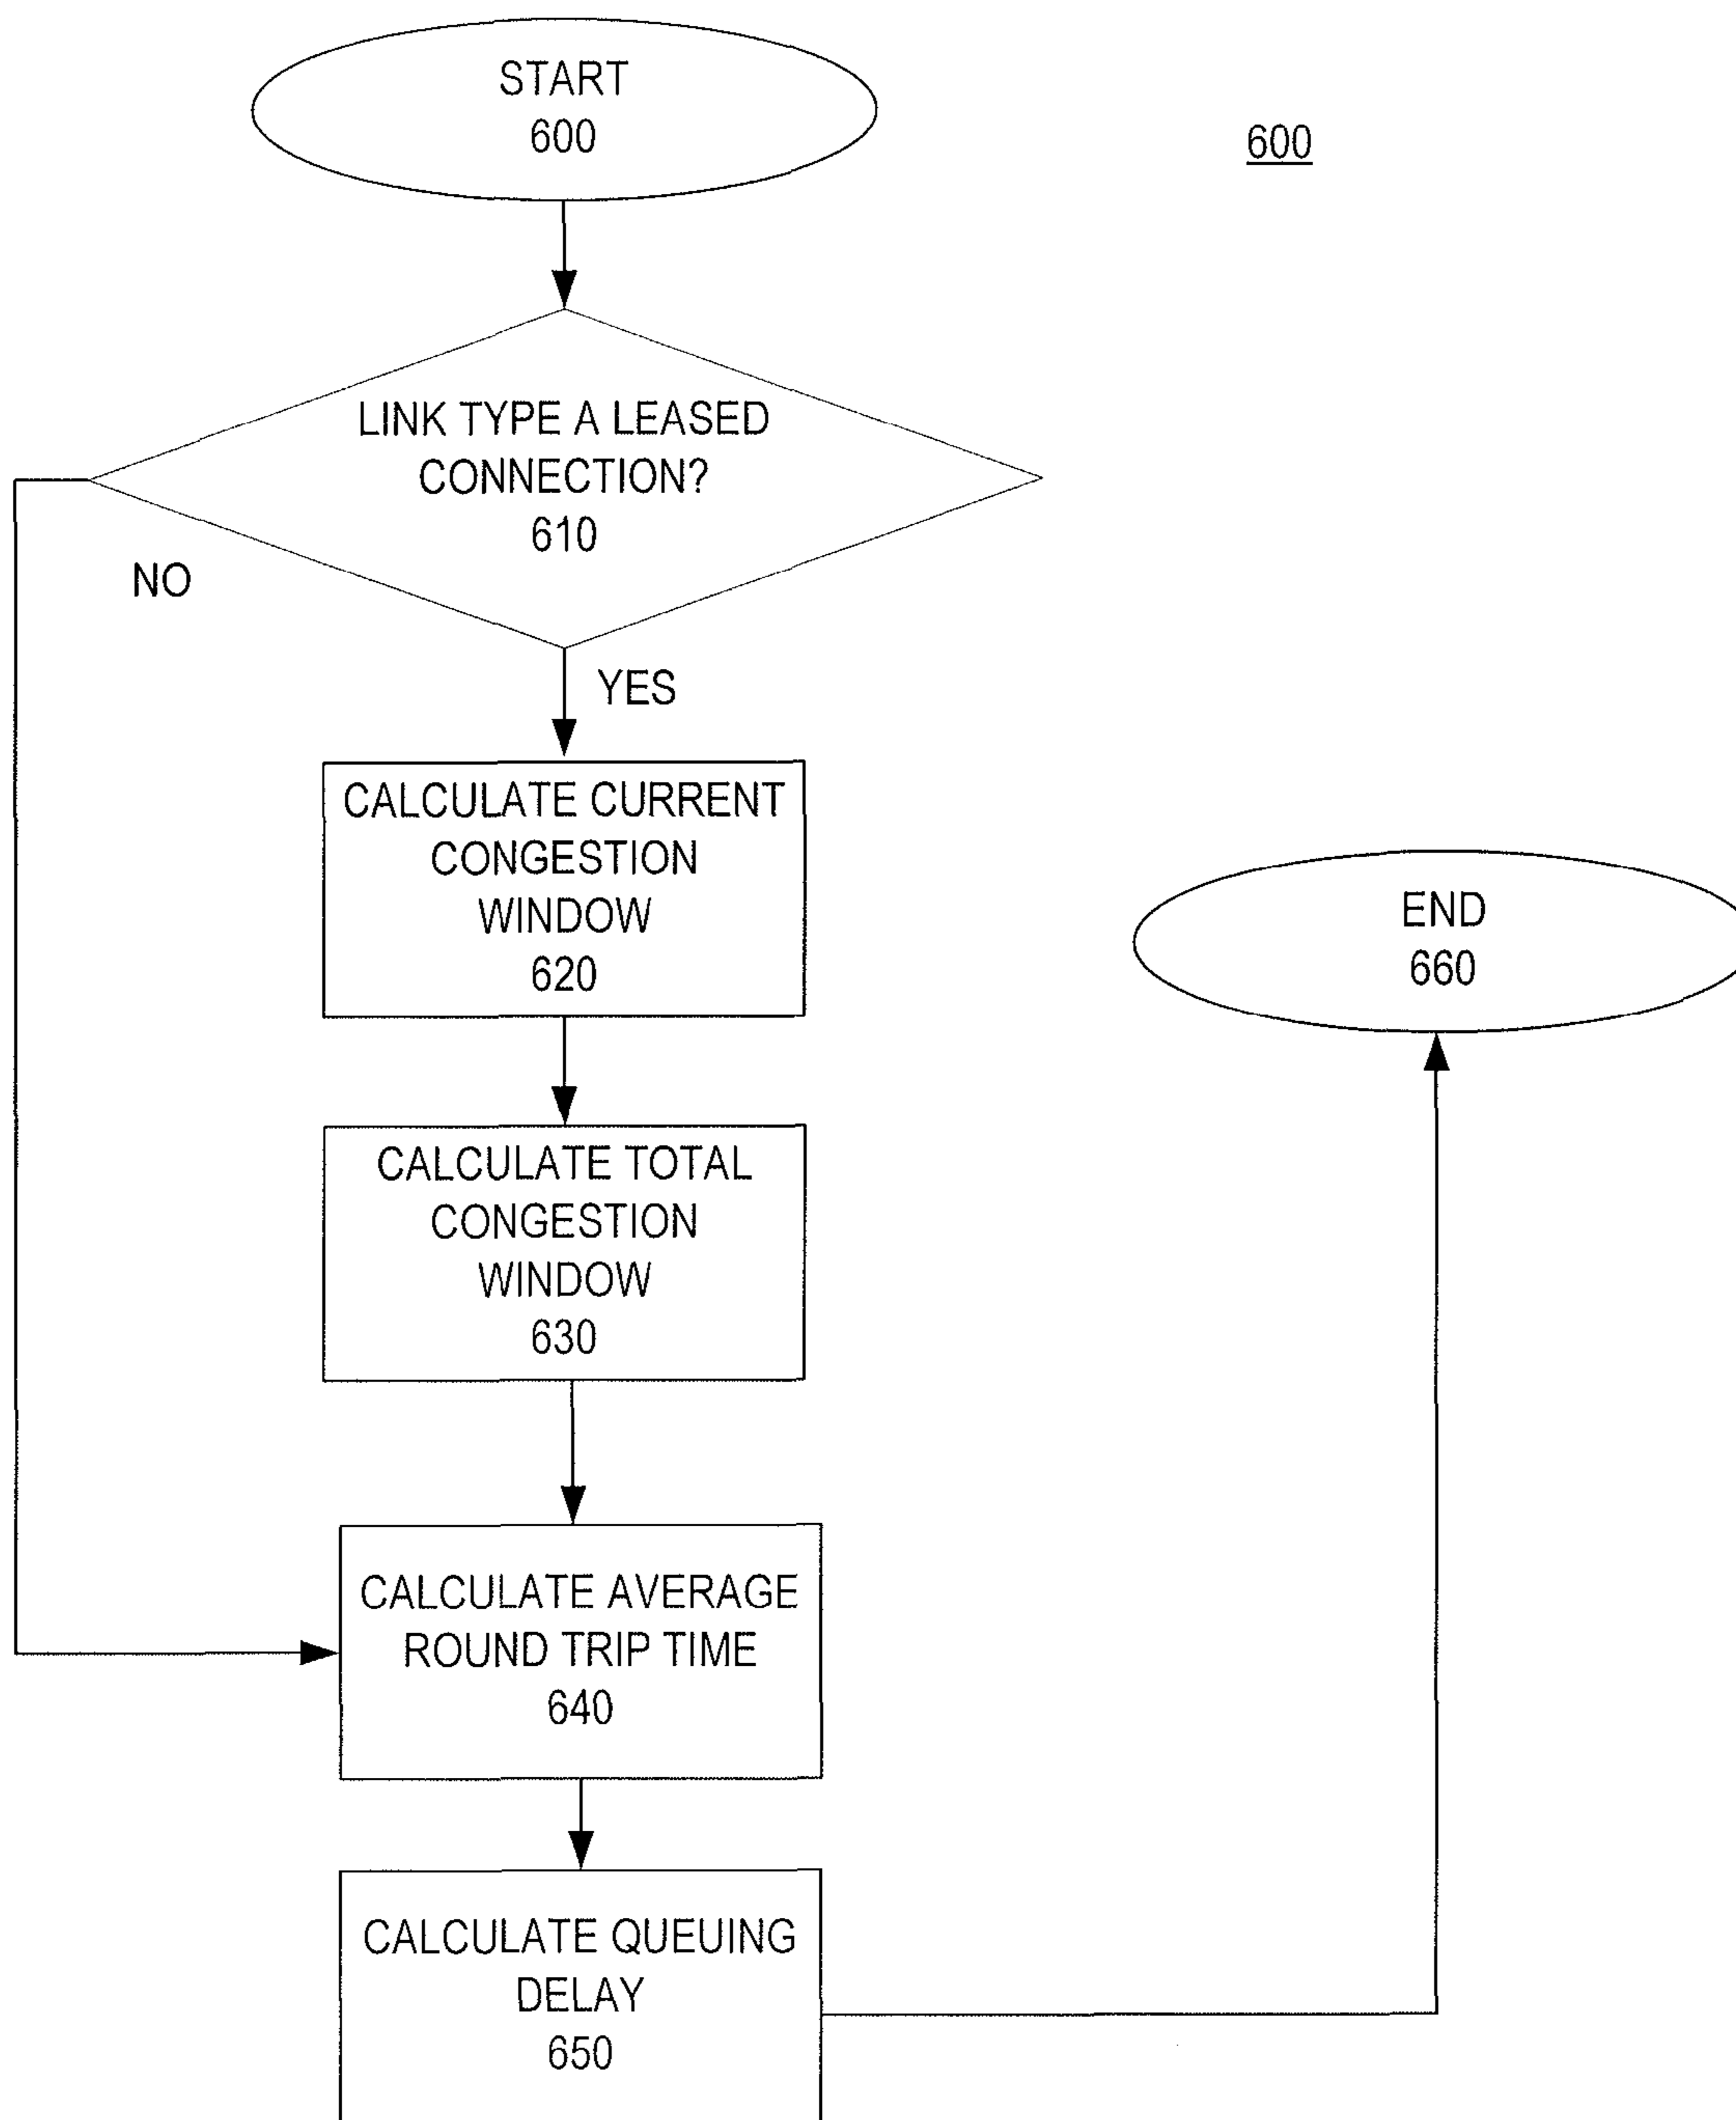 START
600
600
LINK TYPE A LEASED
CONNECTION?
610
NO
YES
CALCULATE CURRENT
CONGESTION
WINDOW
620
END
660
CALCULATE TOTAL
CONGESTION
WINDOW
630
CALCULATE AVERAGE
ROUND TRIP TIME
640
CALCULATE QUEUING
DELAY
650